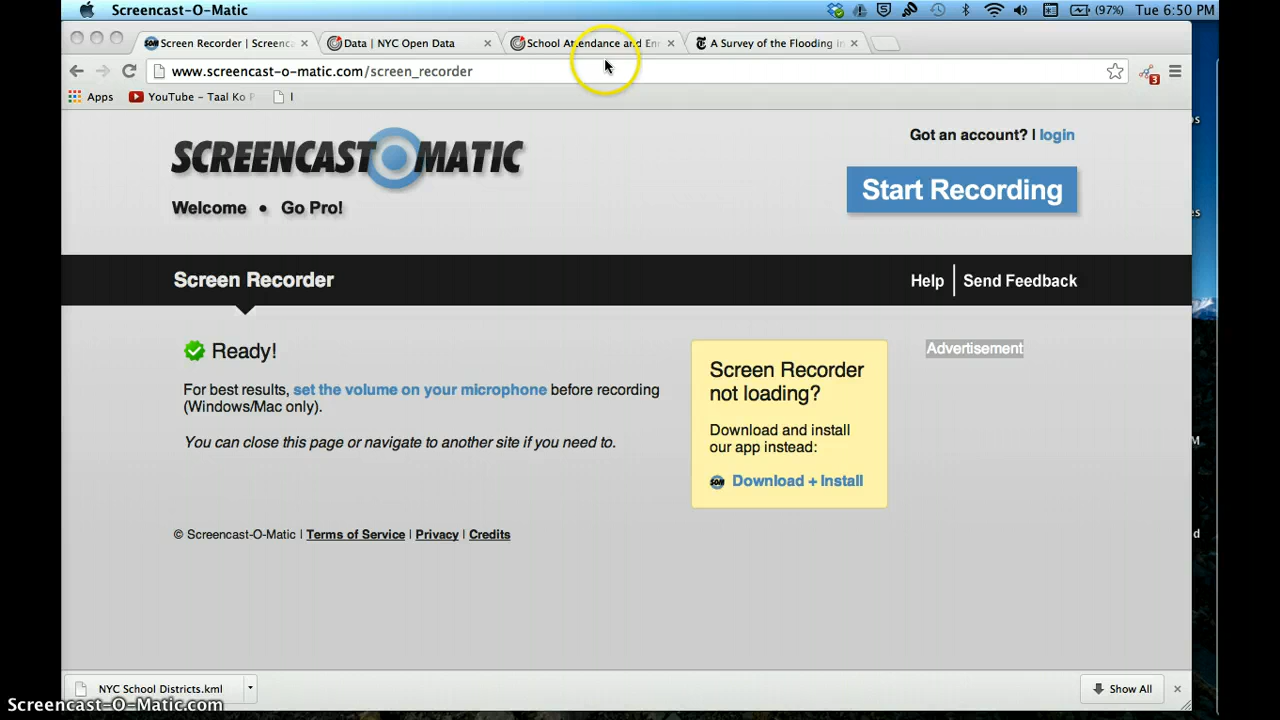 Screencast-O-Matic
(97%) Tue 6:50 PM
Screen Recorder | Screenca
Data | NYC Open Data
School Attendance and Enr
A Survey of the Flooding in
www.screencast-o-matic.com/screen_recorder
3
Apps
YouTube - Taal Ko P
SCREENCAST MATIC
Got an account? | login
Start Recording
Welcome • Go Pro!
Screen Recorder
Help
Send Feedback
Ready!
For best results, set the volume on your microphone before recording
(Windows/Mac only).
You can close this page or navigate to another site if you need to.
Screen Recorder
not loading?
Download and install
our app instead:
SOM Download + Install
Advertisement
© Screencast-O-Matic | Terms of Service | Privacy | Credits
NYC School Districts.kml
Show All
Screencast-O-Matic.com